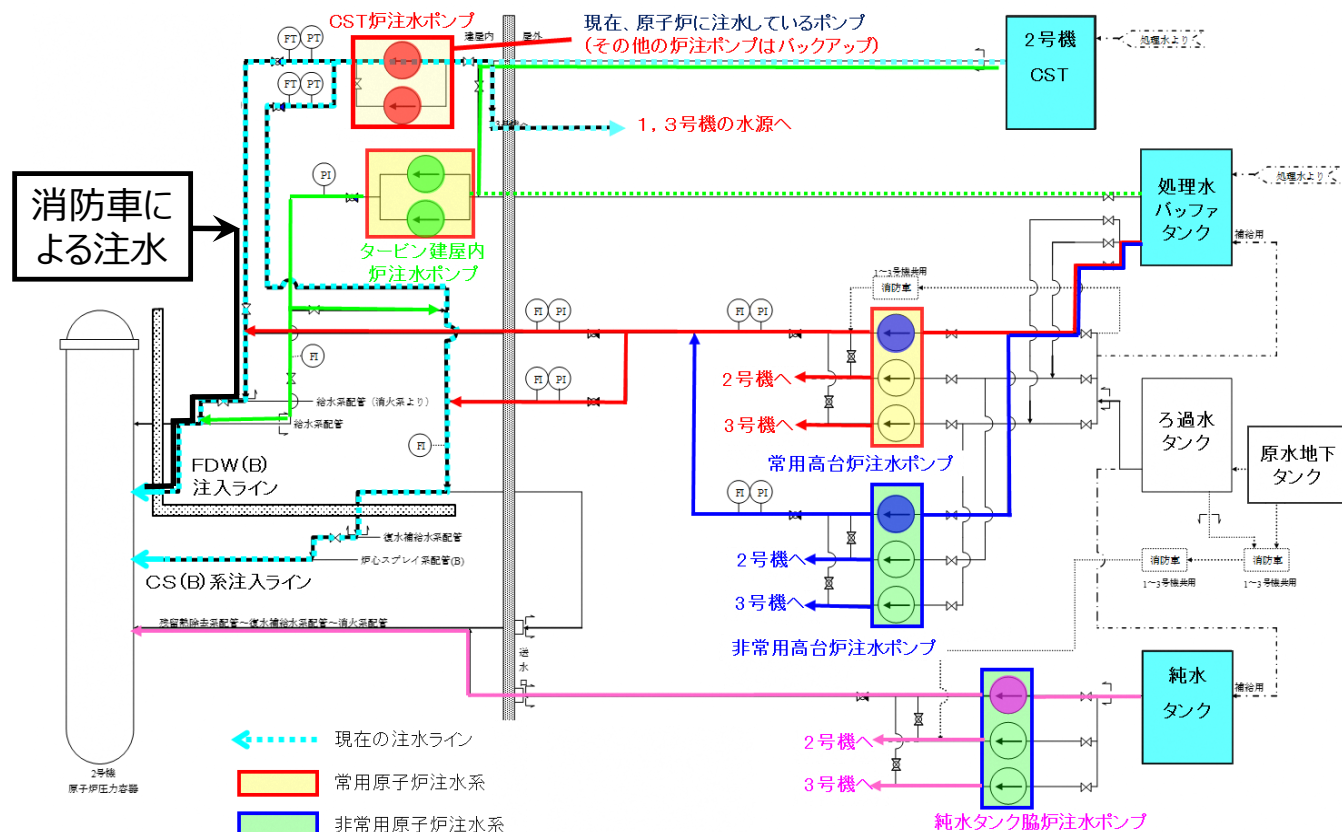 CST炉注水ポンプ
現在、原子炉に注水しているポンプ
(その他の炉注ポンプはバックアップ)
建屋内
屋外
2号機
CST
処理水より
FT
PT
FT
PT
1，3号機の水源へ
PI
処理水
バッファ
タンク
処理水より
補給用
消防車に
よる注水
タービン建屋内
炉注水ポンプ
1～3号機共用
消防車
FI
PI
FI
PI
FI
2号機へ
FI
PI
3号機へ
給水系配管（消火系より）
給水系配管
FI
常用高台炉注水ポンプ
ろ過水
タンク
原水地下
タンク
FDW(B)
注入ライン
FI
PI
復水補給水系配管
2号機へ
炉心スプレイ系配管(B)
CS(B)系注入ライン
3号機へ
消防車
消防車
1～3号機共用
1～3号機共用
残留熱除去系配管～復水補給水系配管～消火系配管
非常用高台炉注水ポンプ
送
水
口
純水
タンク
補給用
2号機へ
3号機へ
純水タンク脇炉注水ポンプ
2号機
原子炉圧力容器
現在の注水ライン
常用原子炉注水系
非常用原子炉注水系